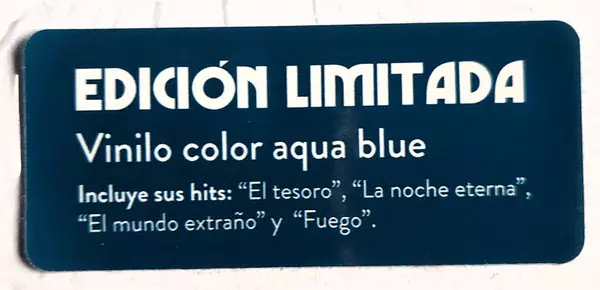 EDICIÓN LIMITADA
Vinilo color aqua blue
Incluye sus hits: “El tesoro”, “La noche eterna”,
“El mundo extraño” y “Fuego”.